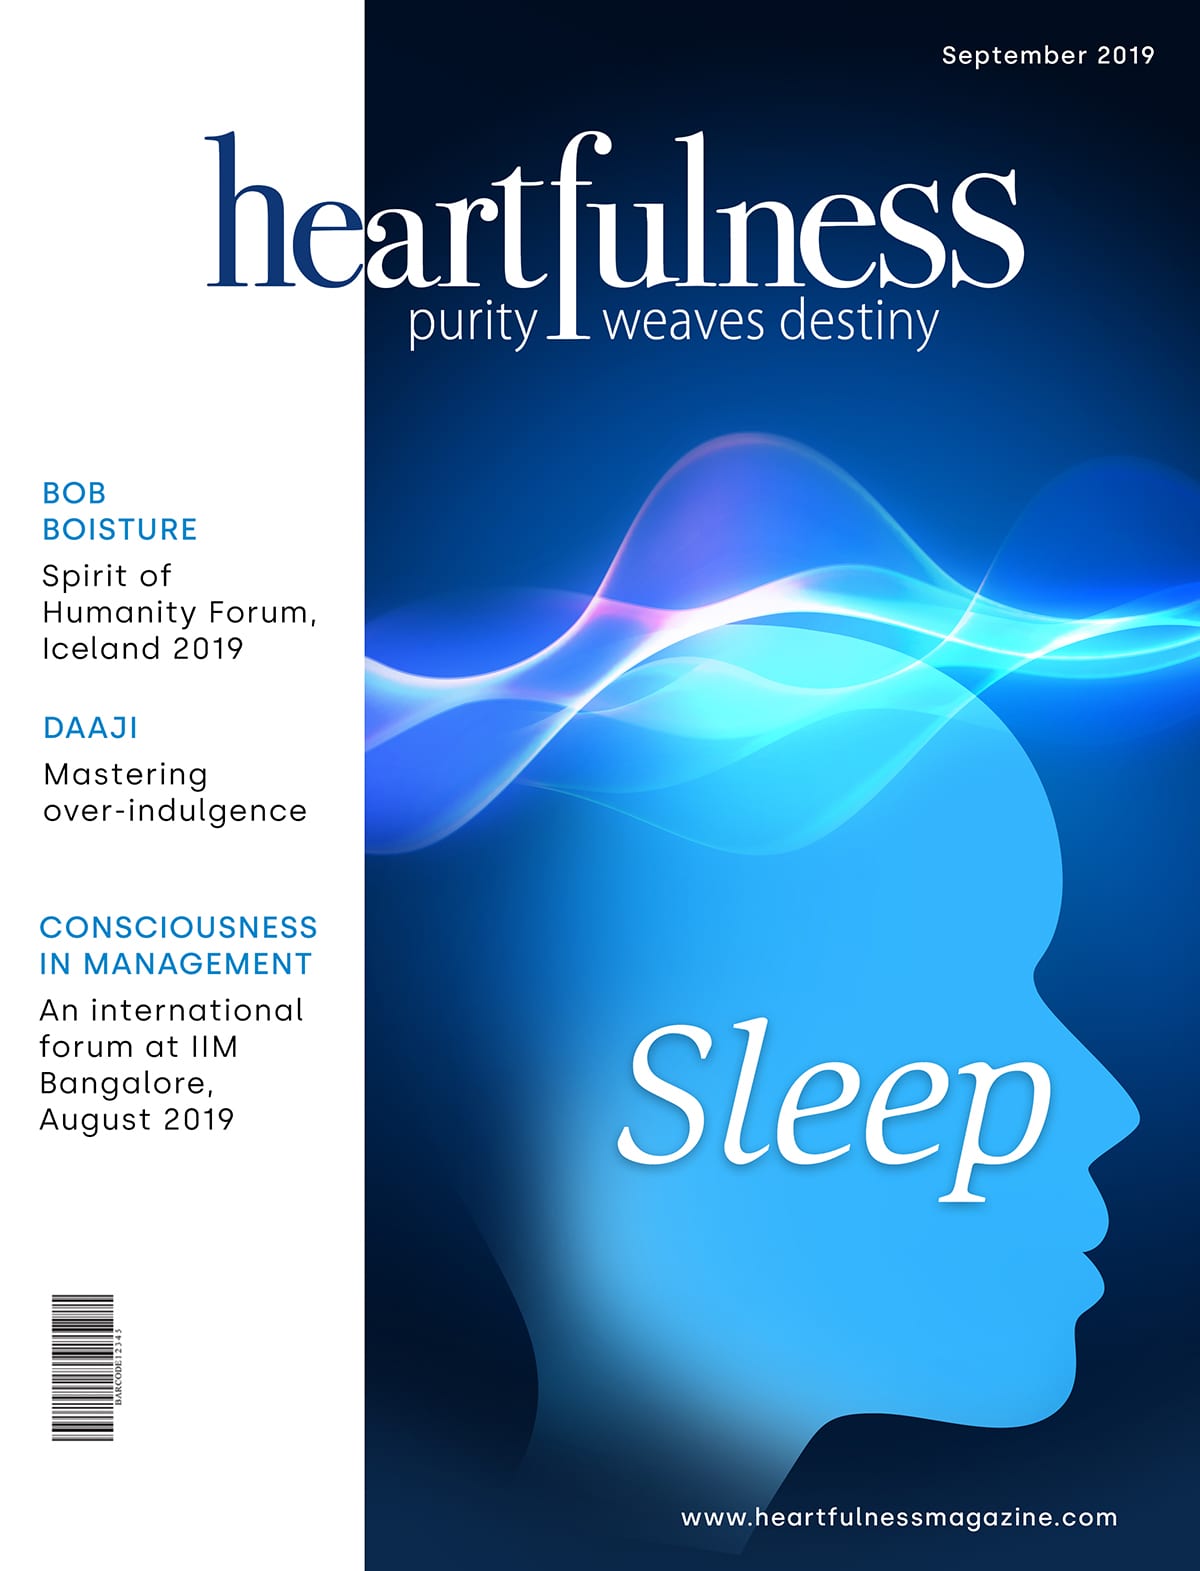 September 2019
heartfulness
purity weaves destiny
BOB
BOISTURE
Spirit of
Humanity Forum,
Iceland 2019
DAAJI
Mastering
over-indulgence
CONSCIOUSNESS
IN MANAGEMENT
An international
forum at IIM
Bangalore,
August 2019
Sleep
BARCODE12345
www.heartfulnessmagazine.com